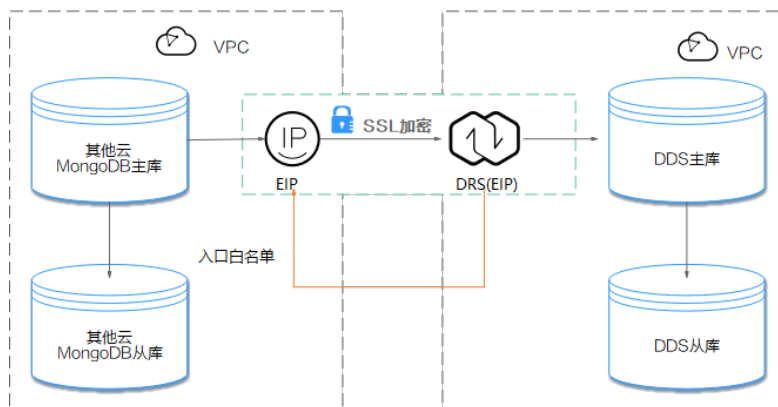 VPC
VPC
其他云
MongoDB主库
IP
SSL加密
DDS主库
EIP
DRS(EIP)
入口白名单
其他云
MongoDB从库
DDS从库